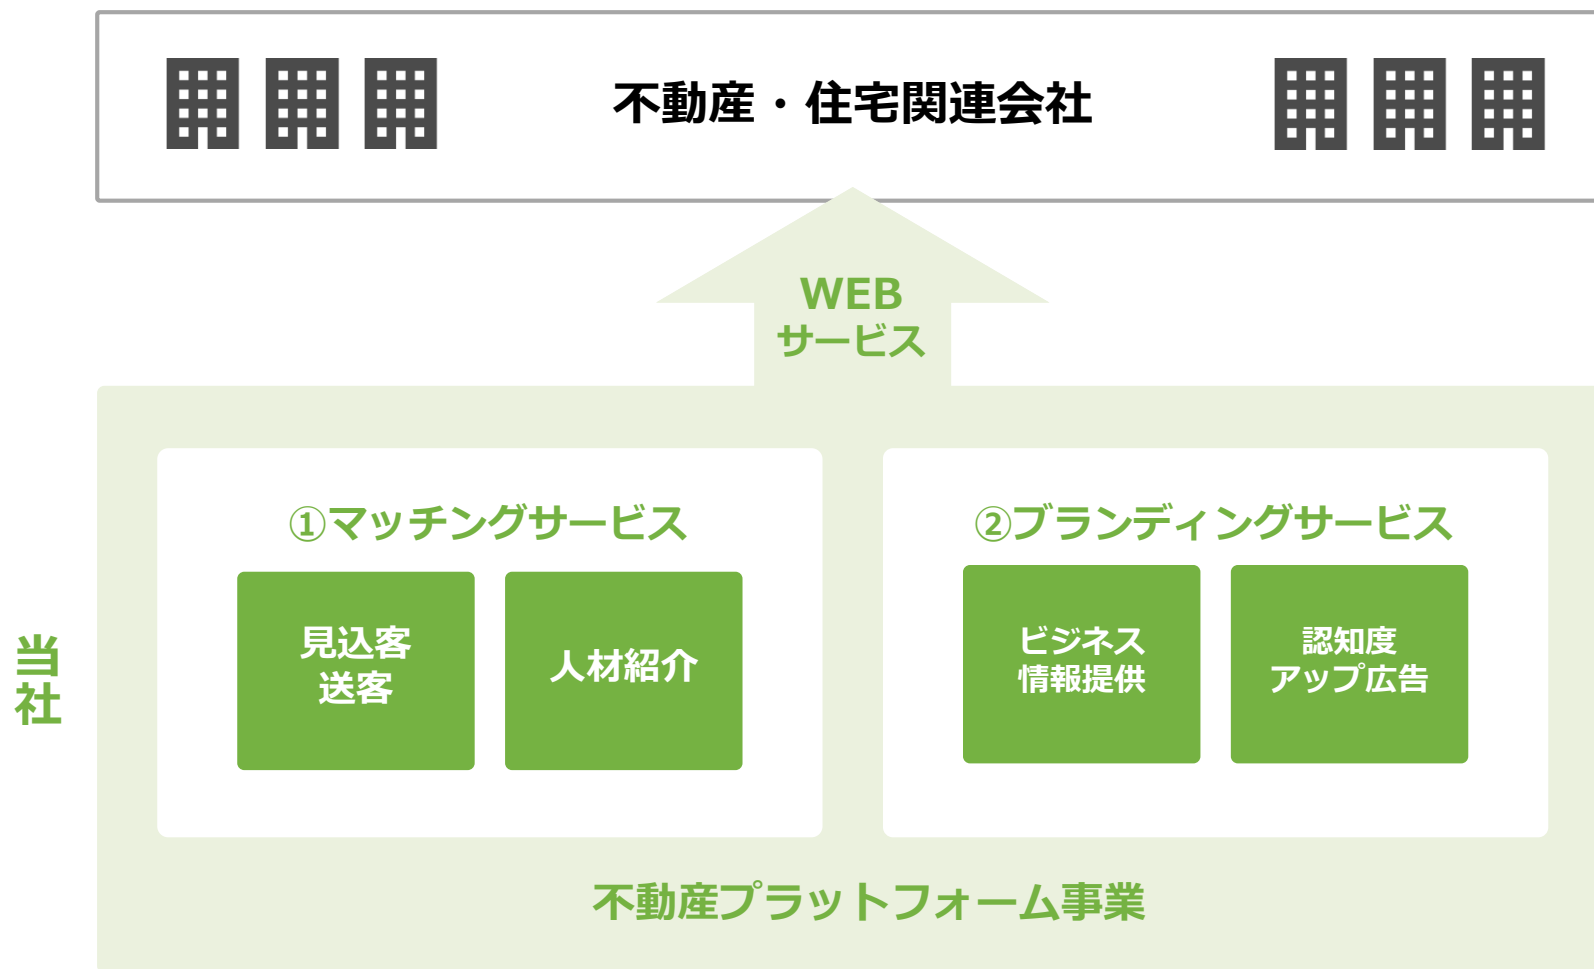 不動産・住宅関連会社
WEB
サービス
①マッチングサービス
②ブランディングサービス
見込客
送客
人材紹介
ビジネス
情報提供
認知度
アップ広告
当社
不動産プラットフォーム事業